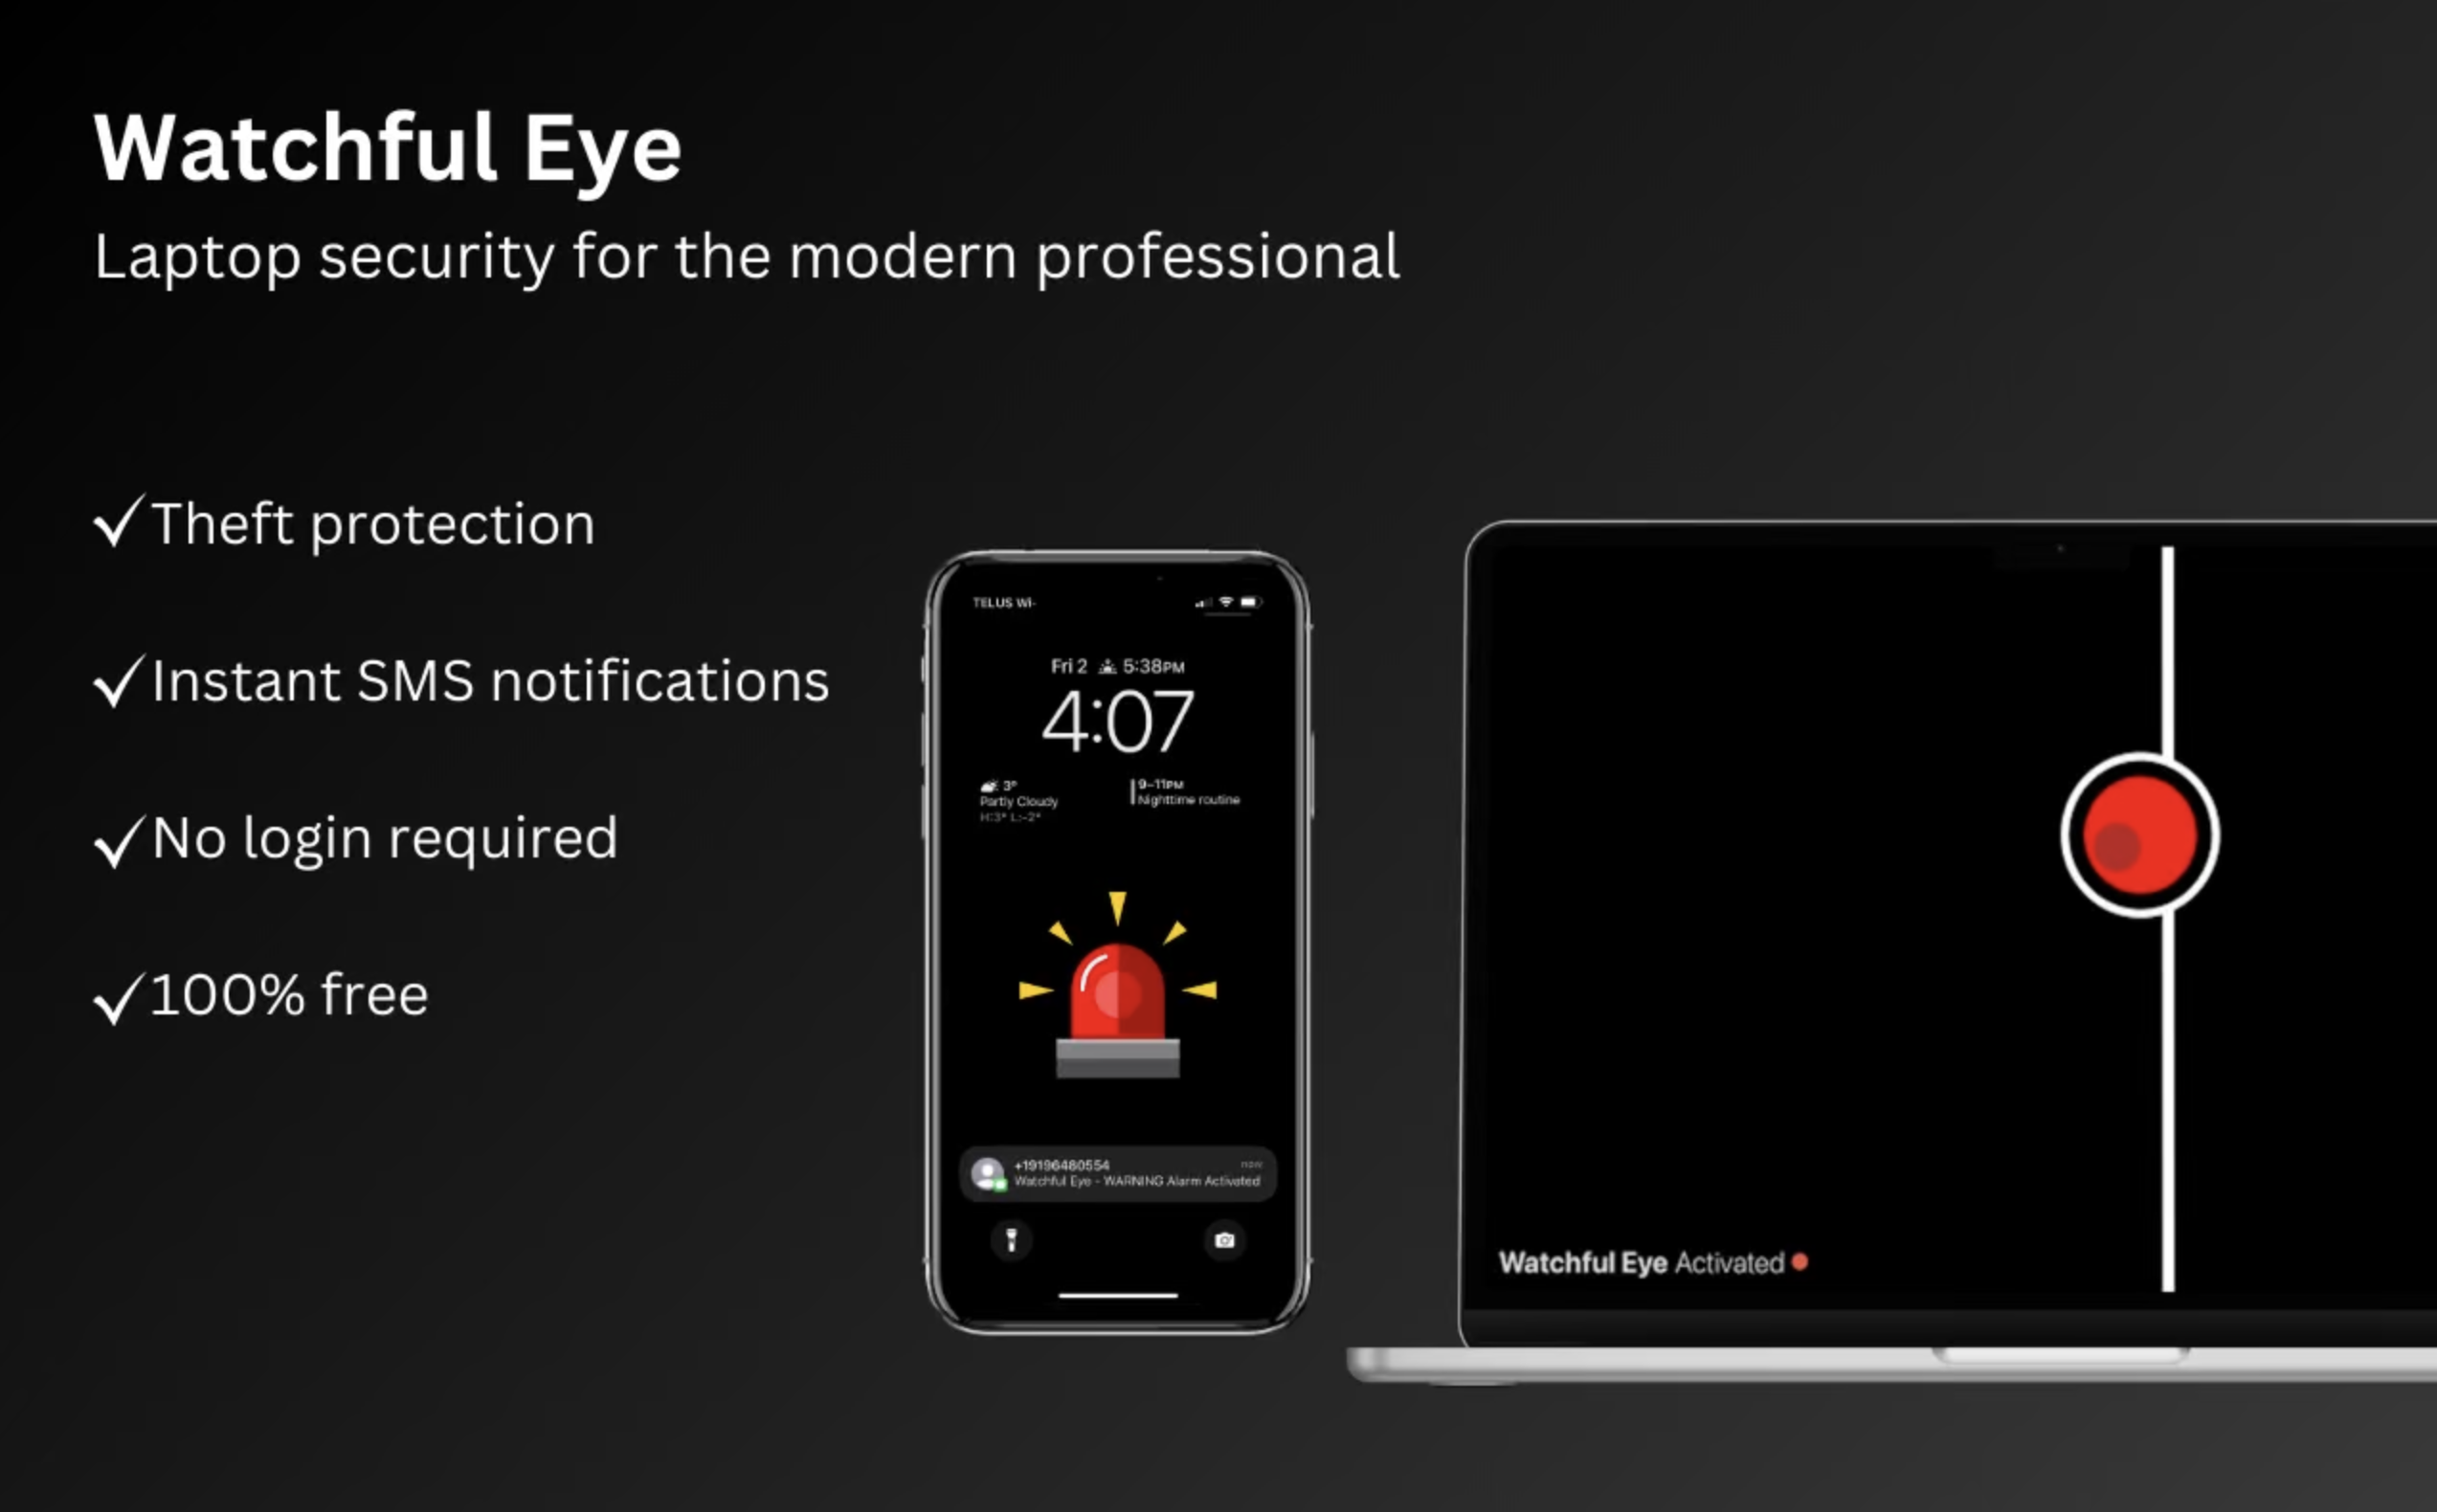 Watchful Eye
Laptop security for the modern professional
✓Theft protection
✓Instant SMS notifications
✓No login required
✓100% free
TELUS Wi-
Fri 2 5:38PM
4:07
3°
Partly Cloudy
H:3° L:-2°
9–11PM
Nighttime routine
+19196480554 now
Watchful Eye - WARNING Alarm Activated
Watchful Eye Activated